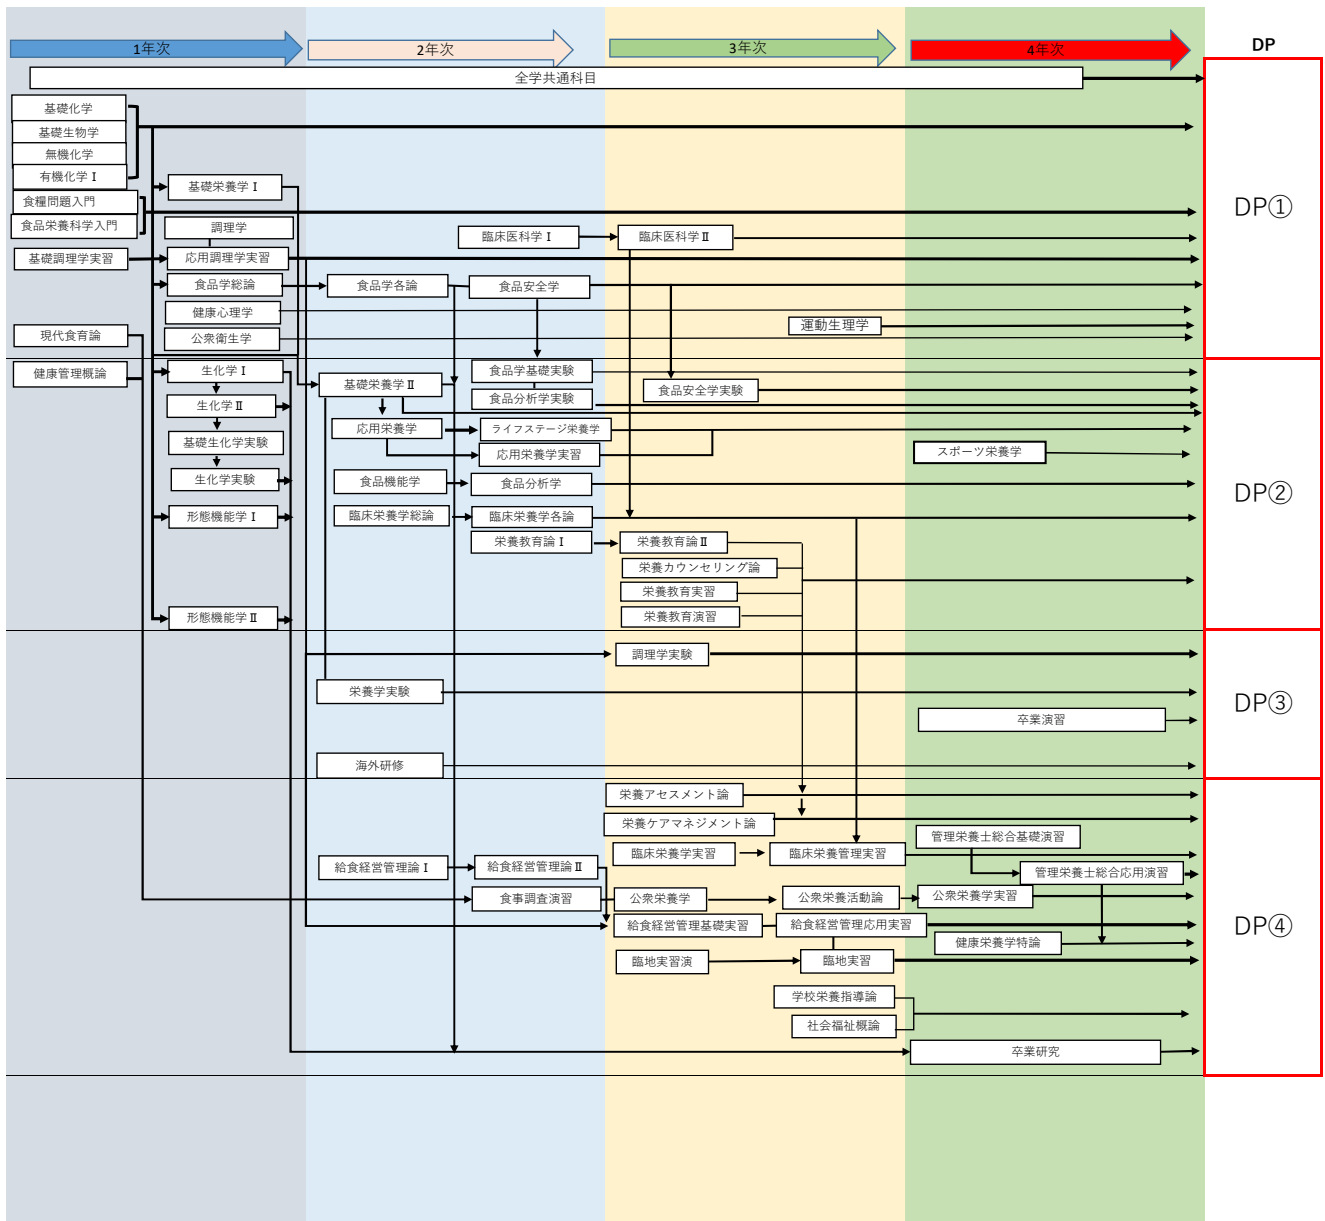 1年次
2年次
3年次
4年次
DP
全学共通科目
基礎化学
基礎生物学
無機化学
有機化学Ⅰ
基礎栄養学Ⅰ
食糧問題入門
食品栄養科学入門
DP①
調理学
臨床医科学Ⅰ
臨床医科学Ⅱ
基礎調理学実習
応用調理学実習
食品学総論
食品学各論
食品安全学
健康心理学
運動生理学
現代食育論
公衆衛生学
健康管理概論
生化学Ⅰ
基礎栄養学Ⅱ
食品学基礎実験
食品安全学実験
生化学Ⅱ
食品分析学実験
応用栄養学
ライフステージ栄養学
基礎生化学実験
応用栄養学実習
スポーツ栄養学
生化学実験
食品機能学
食品分析学
DP②
形態機能学Ⅰ
臨床栄養学総論
臨床栄養学各論
栄養教育論Ⅰ
栄養教育論Ⅱ
栄養カウンセリング論
栄養教育実習
形態機能学Ⅱ
栄養教育演習
調理学実験
栄養学実験
DP③
卒業演習
海外研修
栄養アセスメント論
栄養ケアマネジメント論
管理栄養士総合基礎演習
臨床栄養学実習
臨床栄養管理実習
給食経営管理論Ⅰ
給食経営管理論Ⅱ
管理栄養士総合応用演習
食事調査演習
公衆栄養学
公衆栄養活動論
公衆栄養学実習
給食経営管理基礎実習
給食経営管理応用実習
DP④
健康栄養学特論
臨地実習演
臨地実習
学校栄養指導論
社会福祉概論
卒業研究